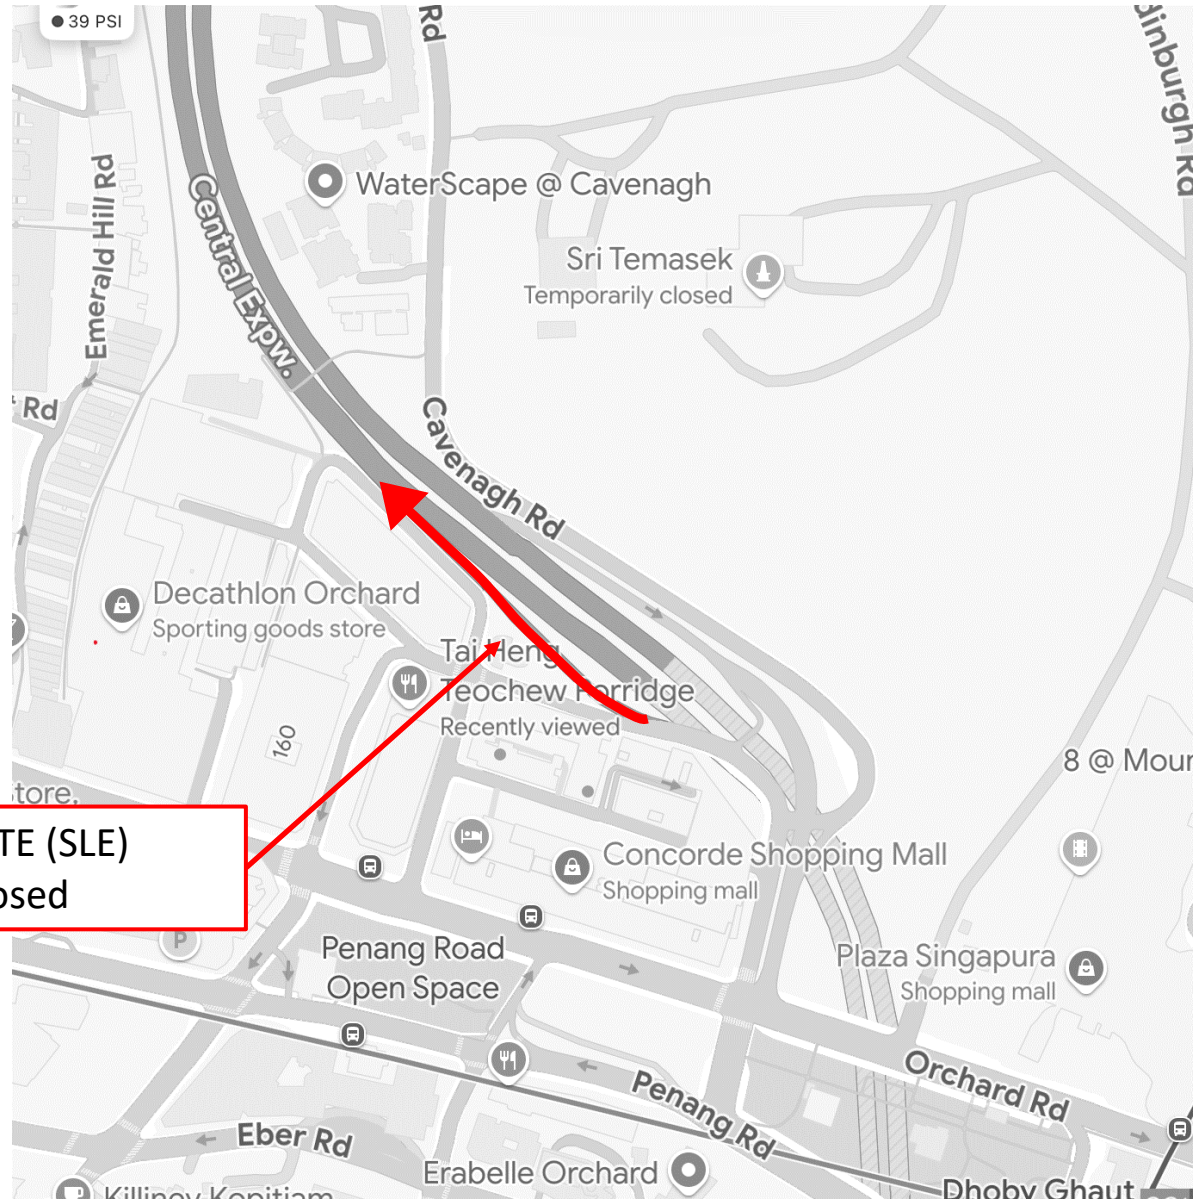 39 PSI
Rd
dinburgh Rd
Emerald Hill Rd
Central Expw.
WaterScape @ Cavenagh
Sri Temasek
Temporarily closed
Rd
Cavenagh Rd
Decathlon Orchard
Sporting goods store
Tai Heng
Teochew Porridge
Recently viewed
160
8 @ Moun
tore,
TE (SLE)
osed
Concorde Shopping Mall
Shopping mall
P
Penang Road
Open Space
Plaza Singapura
Shopping mall
Orchard Rd
Penang Rd
Eber Rd
Erabelle Orchard
Killiney Kopitiam
Dhoby Ghaut